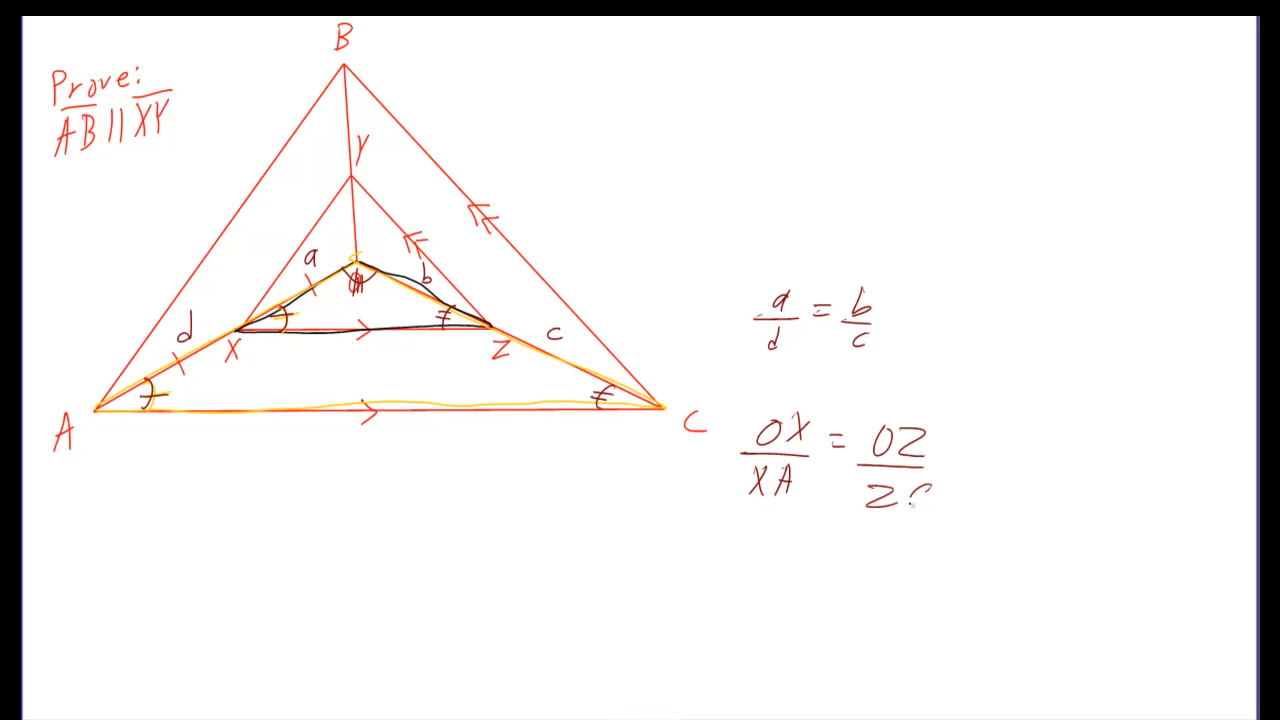 B
Prove:
AB || XY
Y
a
b
d
c
X
Z
A
C
a/d = b/c
OX/XA = OZ/Z